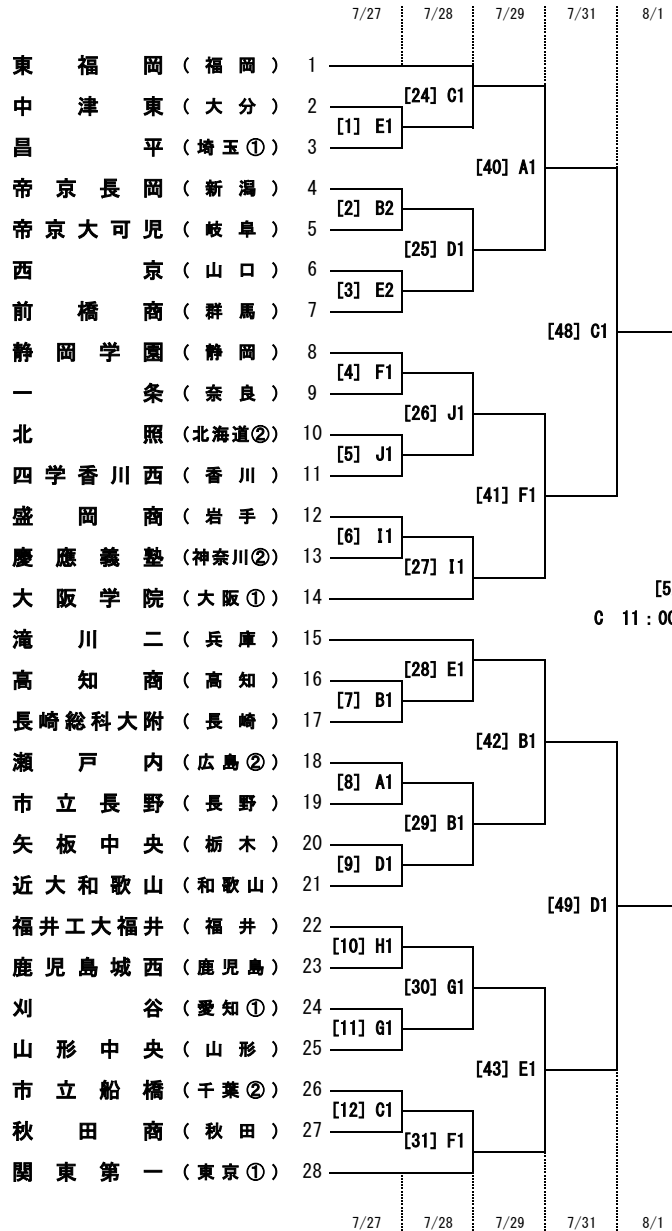 7/27 7/28 7/29 7/31 8/1
東福岡 (福岡) 1
[24] C1
中津東 (大分) 2
[1] E1
昌平 (埼玉①) 3
[40] A1
帝京長岡 (新潟) 4
[2] B2
帝京大可児 (岐阜) 5
[25] D1
西京 (山口) 6
[3] E2
前橋商 (群馬) 7
[48] C1
静岡学園 (静岡) 8
[4] F1
一条 (奈良) 9
[26] J1
北照 (北海道②) 10
[5] J1
四学香川西 (香川) 11
[41] F1
盛岡商 (岩手) 12
[6] I1
慶應義塾 (神奈川②) 13
[27] I1
大阪学院 (大阪①) 14
[5
C 11:00
滝川二 (兵庫) 15
[28] E1
高知商 (高知) 16
[7] B1
長崎総科大附 (長崎) 17
[42] B1
瀬戸内 (広島②) 18
[8] A1
市立長野 (長野) 19
[29] B1
矢板中央 (栃木) 20
[9] D1
近大和歌山 (和歌山) 21
[49] D1
福井工大福井 (福井) 22
[10] H1
鹿児島城西 (鹿児島) 23
[30] G1
刈谷 (愛知①) 24
[11] G1
山形中央 (山形) 25
[43] E1
市立船橋 (千葉②) 26
[12] C1
秋田商 (秋田) 27
[31] F1
関東第一 (東京①) 28
7/27 7/28 7/29 7/31 8/1